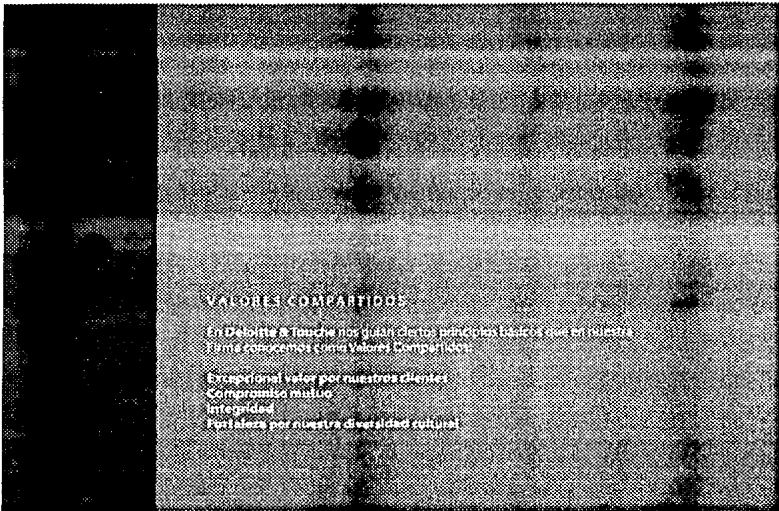 VALORES COMPARTIDOS
En Deloitte & Touche nos guían ciertos principios básicos que en nuestra
Firma conocemos como Valores Compartidos:
Excepcional valor por nuestros clientes
Compromiso mutuo
Integridad
Fortaleza por nuestra diversidad cultural